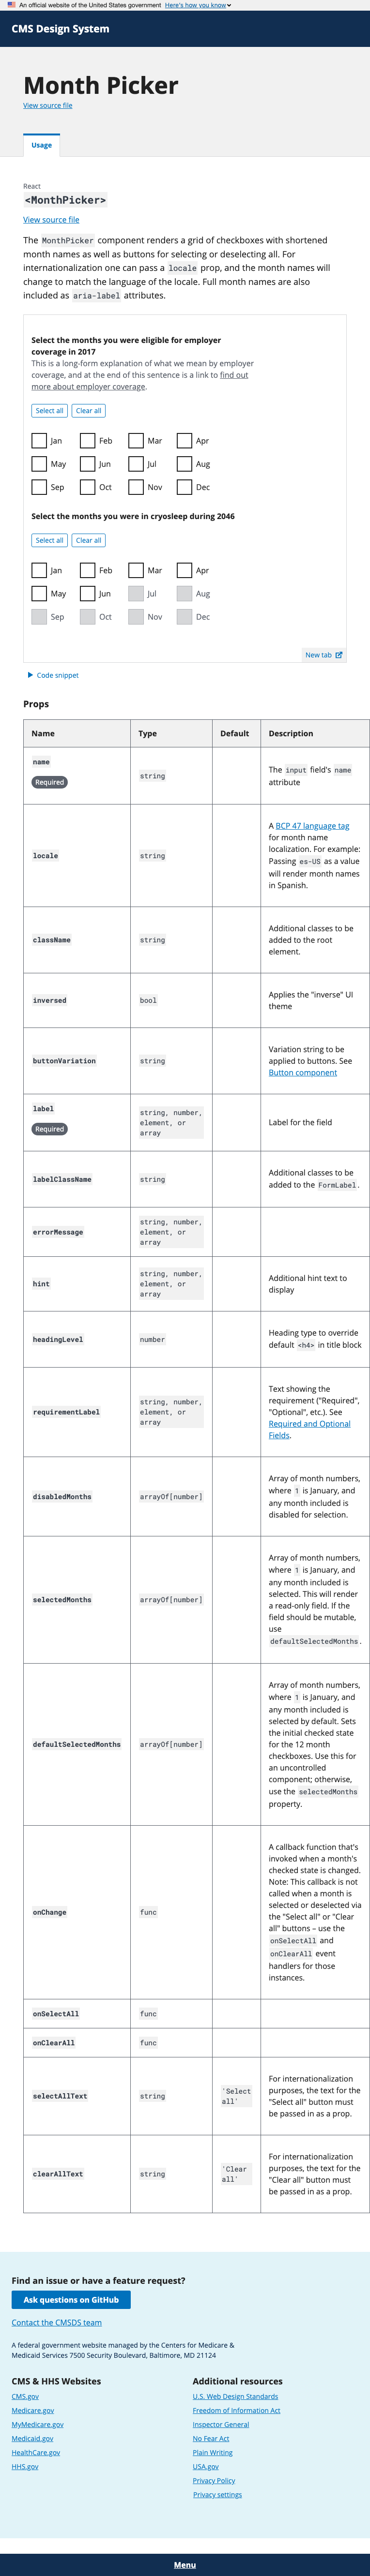 An official website of the United States government Here's how you know
CMS Design System
Month Picker
View source file
Usage
React
<MonthPicker>
View source file
The MonthPicker component renders a grid of checkboxes with shortened
month names as well as buttons for selecting or deselecting all. For
internationalization one can pass a locale prop, and the month names will
change to match the language of the locale. Full month names are also
included as aria-label attributes.
Select the months you were eligible for employer
coverage in 2017
This is a long-form explanation of what we mean by employer
coverage, and at the end of this sentence is a link to find out
more about employer coverage.
Select all Clear all
Jan Feb Mar Apr
May Jun Jul Aug
Sep Oct Nov Dec
Select the months you were in cryosleep during 2046
Select all Clear all
Jan Feb Mar Apr
May Jun Jul Aug
Sep Oct Nov Dec
New tab
Code snippet
Props
Name Type Default Description
name
Required
string
The input field's name
attribute
locale
string
A BCP 47 language tag
for month name
localization. For example:
Passing es-US as a value
will render month names
in Spanish.
className
string
Additional classes to be
added to the root
element.
inversed
bool
Applies the "inverse" UI
theme
buttonVariation
string
Variation string to be
applied to buttons. See
Button component
label
Required
string, number,
element, or
array
Label for the field
labelClassName
string
Additional classes to be
added to the FormLabel.
errorMessage
string, number,
element, or
array
hint
string, number,
element, or
array
Additional hint text to
display
headingLevel
number
Heading type to override
default <h4> in title block
requirementLabel
string, number,
element, or
array
Text showing the
requirement ("Required",
"Optional", etc.). See
Required and Optional
Fields.
disabledMonths
arrayOf[number]
Array of month numbers,
where 1 is January, and
any month included is
disabled for selection.
selectedMonths
arrayOf[number]
Array of month numbers,
where 1 is January, and
any month included is
selected. This will render
a read-only field. If the
field should be mutable,
use
defaultSelectedMonths.
defaultSelectedMonths
arrayOf[number]
Array of month numbers,
where 1 is January, and
any month included is
selected by default. Sets
the initial checked state
for the 12 month
checkboxes. Use this for
an uncontrolled
component; otherwise,
use the selectedMonths
property.
onChange
func
A callback function that's
invoked when a month's
checked state is changed.
Note: This callback is not
called when a month is
selected or deselected via
the "Select all" or "Clear
all" buttons – use the
onSelectAll and
onClearAll event
handlers for those
instances.
onSelectAll
func
onClearAll
func
selectAllText
string
'Select
all'
For internationalization
purposes, the text for the
"Select all" button must
be passed in as a prop.
clearAllText
string
'Clear
all'
For internationalization
purposes, the text for the
"Clear all" button must
be passed in as a prop.
Find an issue or have a feature request?
Ask questions on GitHub
Contact the CMSDS team
A federal government website managed by the Centers for Medicare &
Medicaid Services 7500 Security Boulevard, Baltimore, MD 21124
CMS & HHS Websites
CMS.gov
Medicare.gov
MyMedicare.gov
Medicaid.gov
HealthCare.gov
HHS.gov
Additional resources
U.S. Web Design Standards
Freedom of Information Act
Inspector General
No Fear Act
Plain Writing
USA.gov
Privacy Policy
Privacy settings
Menu